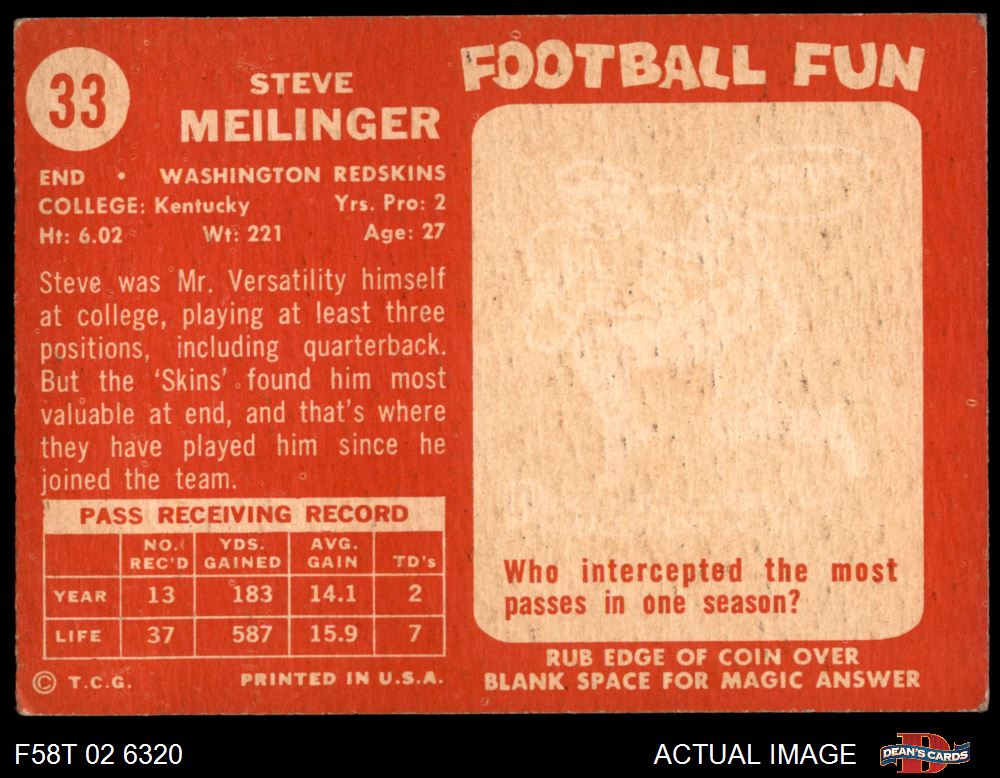 33
STEVE
MEILINGER
END • WASHINGTON REDSKINS
COLLEGE: Kentucky Yrs. Pro: 2
Ht: 6.02 Wt: 221 Age: 27
Steve was Mr. Versatility himself
at college, playing at least three
positions, including quarterback.
But the 'Skins' found him most
valuable at end, and that's where
they have played him since he
joined the team.
PASS RECEIVING RECORD
NO. REC'D YDS. GAINED AVG. GAIN TD's
YEAR 13 183 14.1 2
LIFE 37 587 15.9 7
© T.C.G. PRINTED IN U.S.A.
FOOTBALL FUN
Who intercepted the most
passes in one season?
RUB EDGE OF COIN OVER
BLANK SPACE FOR MAGIC ANSWER
F58T 02 6320 ACTUAL IMAGE
DEAN'S CARDS